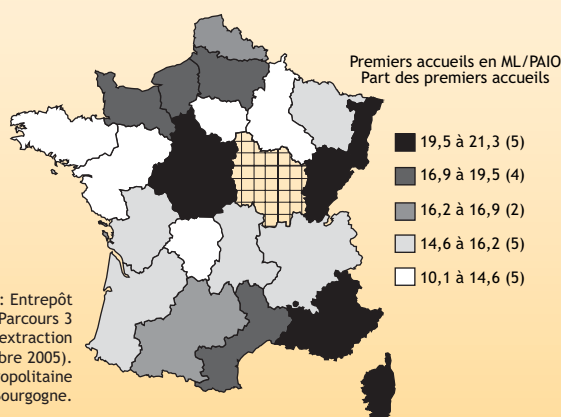 Premiers accueils en ML/PAIO
Part des premiers accueils
19,5 à 21,3 (5)
16,9 à 19,5 (4)
16,2 à 16,9 (2)
14,6 à 16,2 (5)
10,1 à 14,6 (5)
: Entrepôt
Parcours 3
extraction
bre 2005).
opolitaine
Bourgogne.